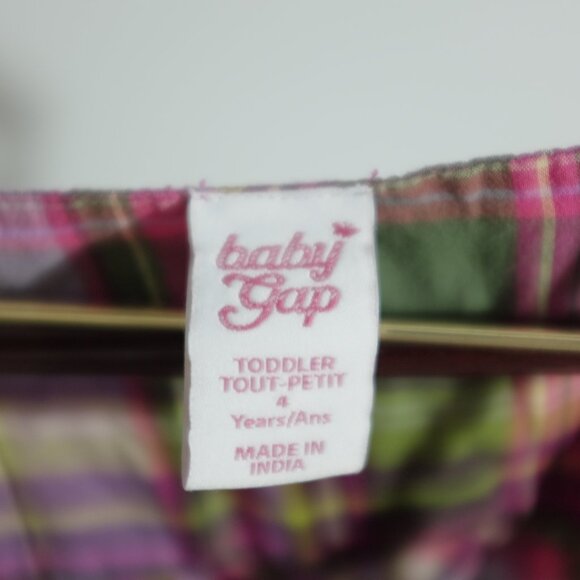 baby
Gap
TODDLER
TOUT-PETIT
4
Years/Ans
MADE IN
INDIA